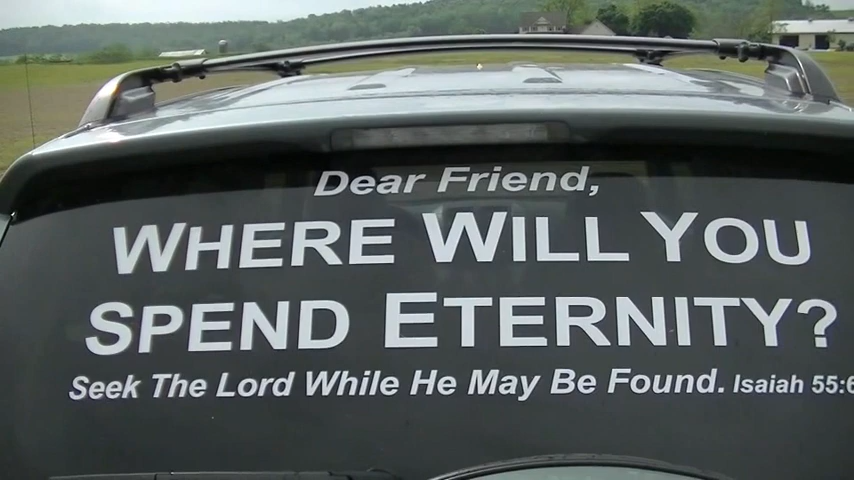 Dear Friend,
WHERE WILL YOU
SPEND ETERNITY?
Seek The Lord While He May Be Found. Isaiah 55:6